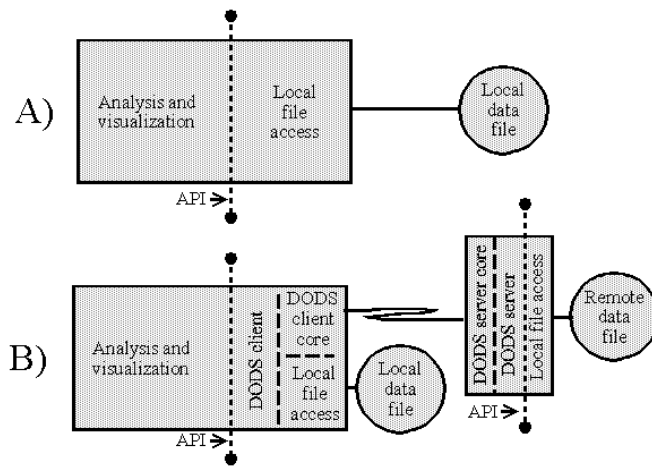 A)
Analysis and
visualization
Local
file
access
Local
data
file
API
B)
Analysis and
visualization
DODS client
DODS
client
core
Local
file
access
Local
data
file
API
DODS server core
DODS server
Local file access
Remote
data
file
API